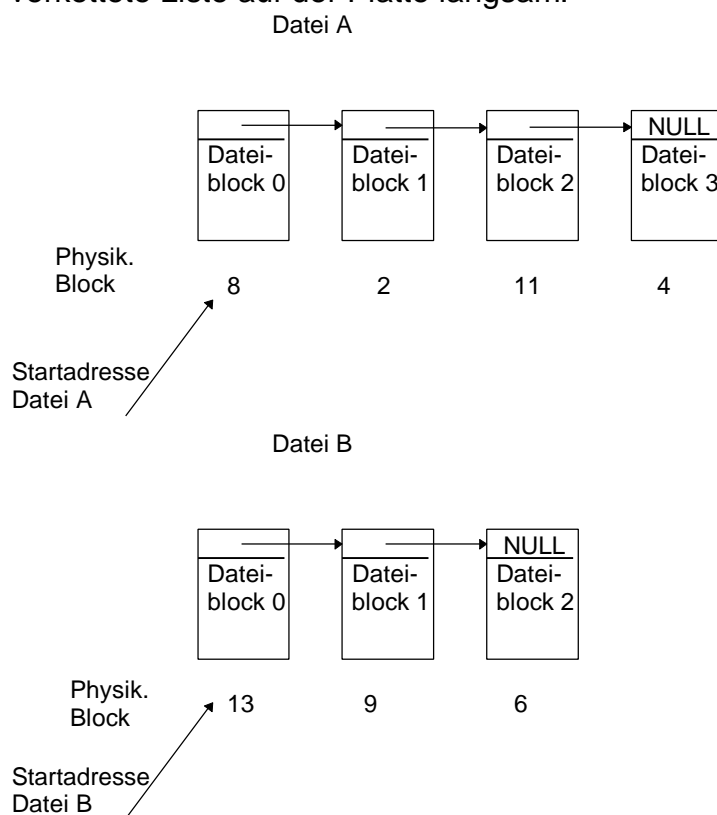 Datei A
NULL
Datei-
block 0
Datei-
block 1
Datei-
block 2
Datei-
block 3
Physik.
Block
8 2 11 4
Startadresse
Datei A
Datei B
NULL
Datei-
block 0
Datei-
block 1
Datei-
block 2
Physik.
Block
13 9 6
Startadresse
Datei B